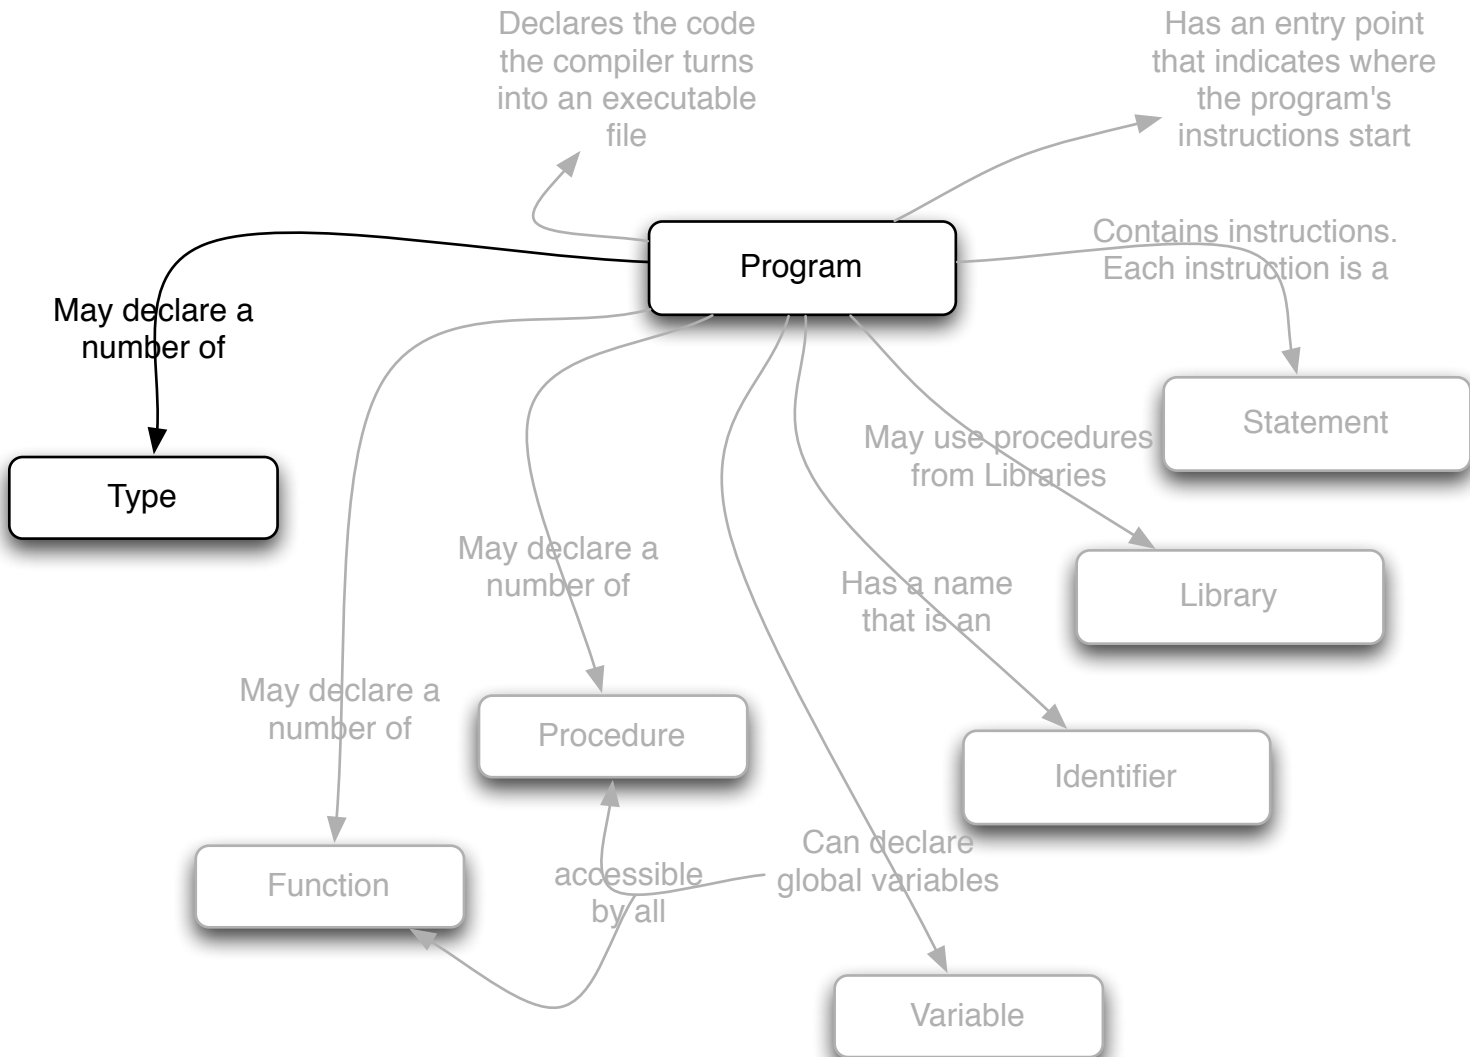 Declares the code
the compiler turns
into an executable
file
Has an entry point
that indicates where
the program's
instructions start
Program
Contains instructions.
Each instruction is a
May declare a
number of
Type
Statement
May use procedures
from Libraries
May declare a
number of
Library
Has a name
that is an
May declare a
number of
Procedure
Identifier
Function
accessible
by all
Can declare
global variables
Variable